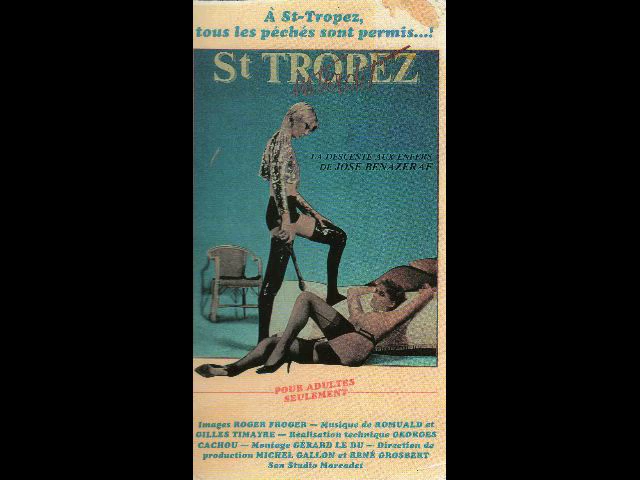 À St-Tropez,
tous les péchés sont permis...!
St TROPEZ
LA DESCENTE AUX ENFERS
DE JOSE BENAZERAF
POUR ADULTES
SEULEMENT
Images ROGER FROGER — Musique de ROMUALD et
GILLES TIMAYRE — Réalisation technique GEORGES
CACHOU — Montage GÉRARD LE DU — Direction de
production MICHEL GALLON et RENÉ GROSBERT
Son Studio Marcadet